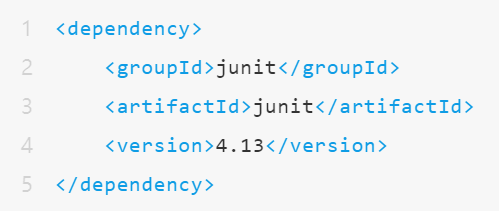 1 <dependency>
2     <groupId>junit</groupId>
3     <artifactId>junit</artifactId>
4     <version>4.13</version>
5 </dependency>